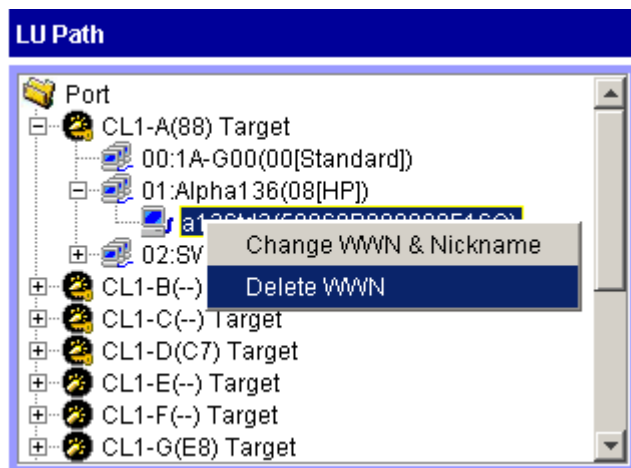 LU Path
Port
CL1-A(88) Target
00:1A-G00(00[Standard])
01:Alpha136(08[HP])
Change WWN & Nickname
02:SV
Delete WWN
CL1-B(--)
CL1-C(--) Target
CL1-D(C7) Target
CL1-E(--) Target
CL1-F(--) Target
CL1-G(E8) Target